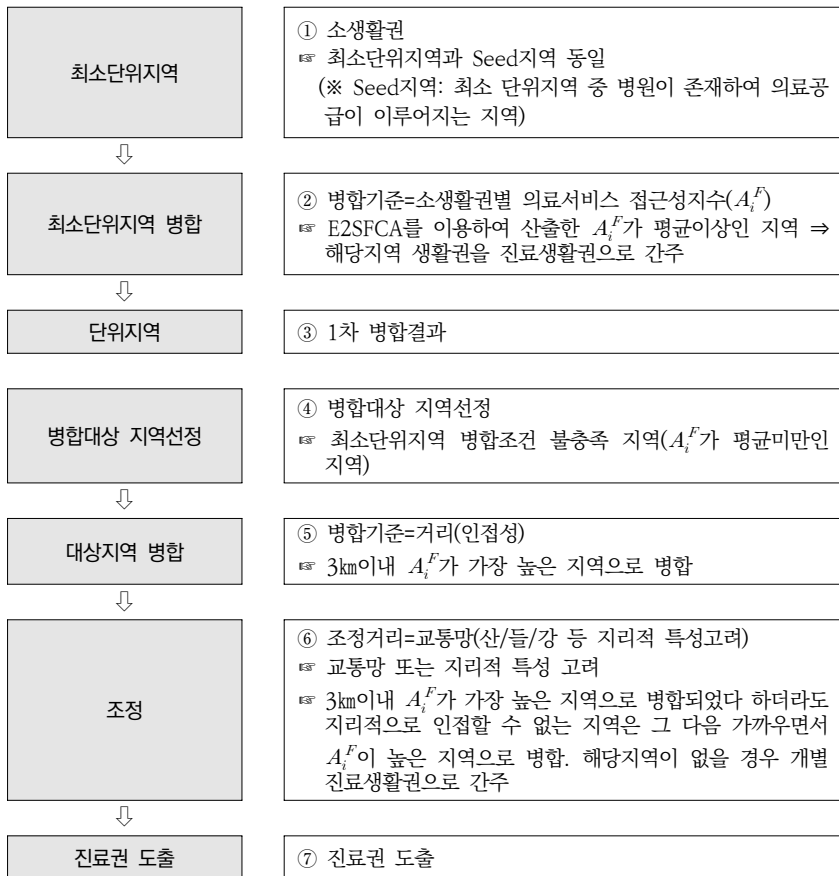 최소단위지역
① 소생활권
☞ 최소단위지역과 Seed지역 동일
(※ Seed지역: 최소 단위지역 중 병원이 존재하여 의료공
급이 이루어지는 지역)
⇩
최소단위지역 병합
② 병합기준=소생활권별 의료서비스 접근성지수(A_i^F)
☞ E2SFCA를 이용하여 산출한 A_i^F가 평균이상인 지역 ⇒
해당지역 생활권을 진료생활권으로 간주
⇩
단위지역
③ 1차 병합결과
병합대상 지역선정
④ 병합대상 지역선정
☞ 최소단위지역 병합조건 불충족 지역(A_i^F가 평균미만인
지역)
⇩
대상지역 병합
⑤ 병합기준=거리(인접성)
☞ 3㎞이내 A_i^F가 가장 높은 지역으로 병합
⇩
조정
⑥ 조정거리=교통망(산/들/강 등 지리적 특성고려)
☞ 교통망 또는 지리적 특성 고려
☞ 3㎞이내 A_i^F가 가장 높은 지역으로 병합되었다 하더라도
지리적으로 인접할 수 없는 지역은 그 다음 가까우면서
A_i^F이 높은 지역으로 병합. 해당지역이 없을 경우 개별
진료생활권으로 간주
⇩
진료권 도출
⑦ 진료권 도출